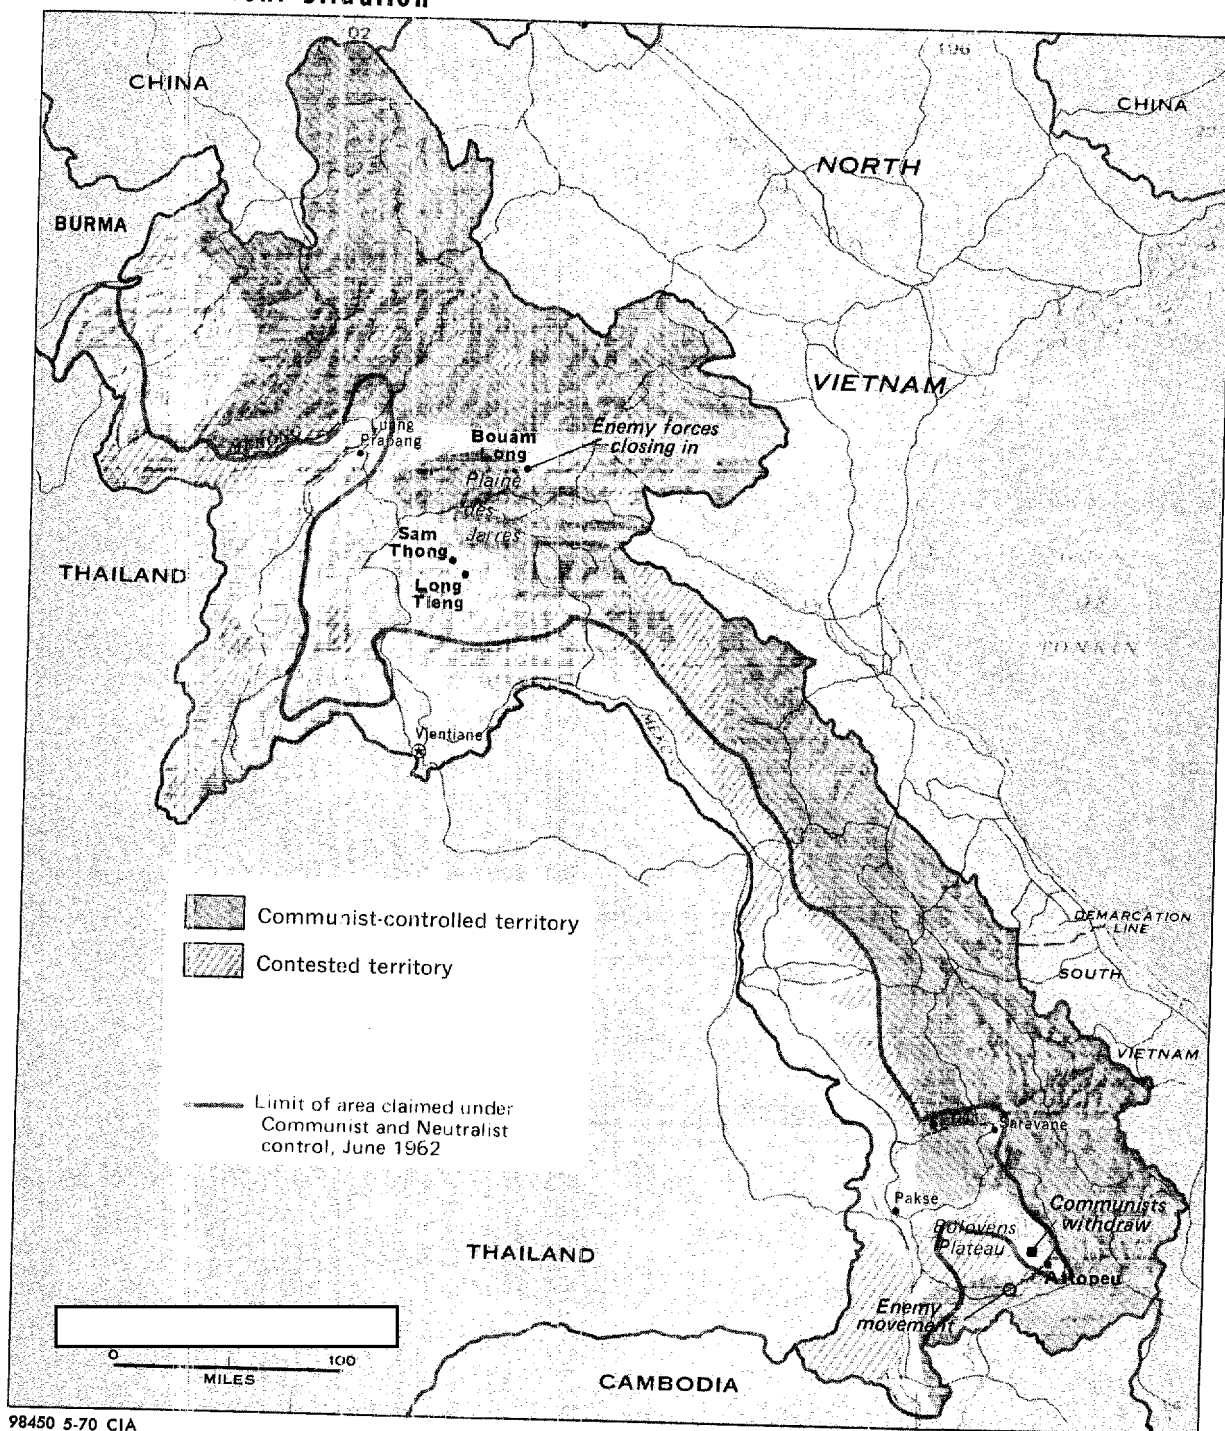 CHINA
196
CHINA
NORTH
BURMA
VIETNAM
Luang
Prabang
Bouam
Long
Enemy forces
closing in
Plaine
des
Jarres
Sam
Thong
Long
Tieng
THAILAND
TONKIN
Vientiane
Communist-controlled territory
Contested territory
DEMARCATION
LINE
SOUTH
VIETNAM
Limit of area claimed under
Communist and Neutralist
control, June 1962
Saravane
Pakse
Communists
withdraw
Bolovens
Plateau
THAILAND
Attopeu
Enemy
movement
0 100
MILES
CAMBODIA
98450 5-70 CIA